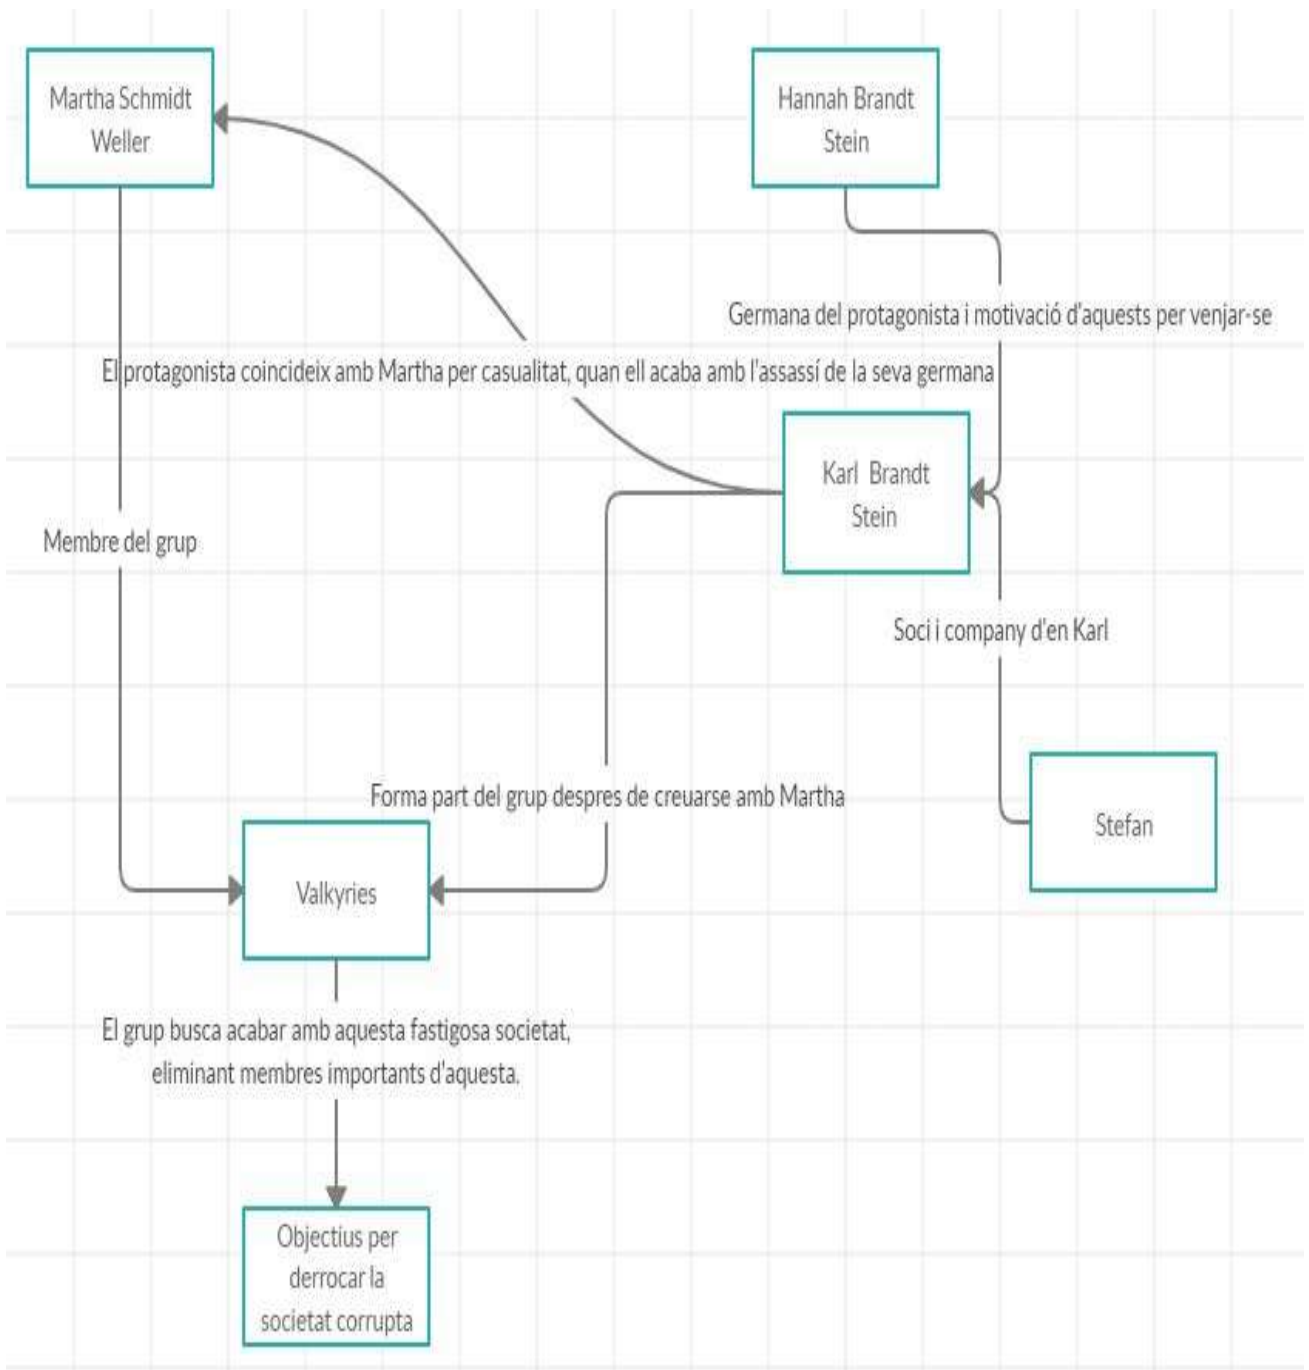 Martha Schmidt
Weller
Hannah Brandt
Stein
Germana del protagonista i motivació d'aquests per venjar-se
El protagonista coincideix amb Martha per casualitat, quan ell acaba amb l'assassí de la seva germana
Karl Brandt
Stein
Membre del grup
Soci i company d'en Karl
Forma part del grup despres de creuarse amb Martha
Stefan
Valkyries
El grup busca acabar amb aquesta fastigosa societat,
eliminant membres importants d'aquesta.
Objectius per
derrocar la
societat corrupta